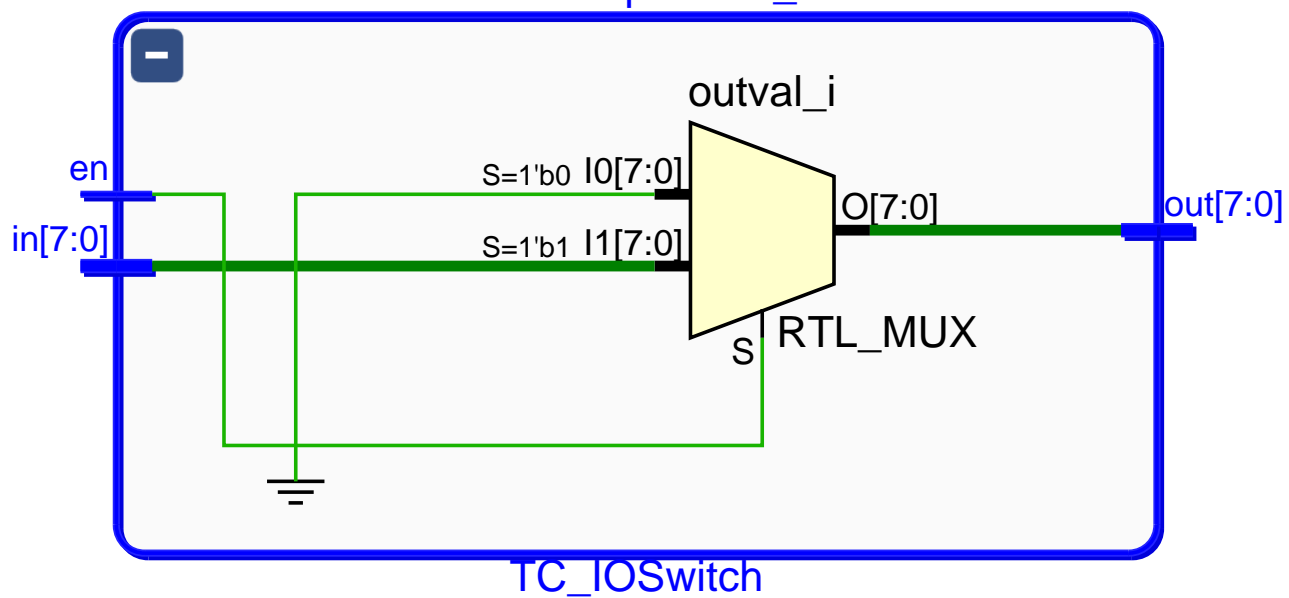 outval_i
en
S=1'b0 I0[7:0]
O[7:0]
out[7:0]
in[7:0]
S=1'b1 I1[7:0]
S
RTL_MUX
TC_IOSwitch